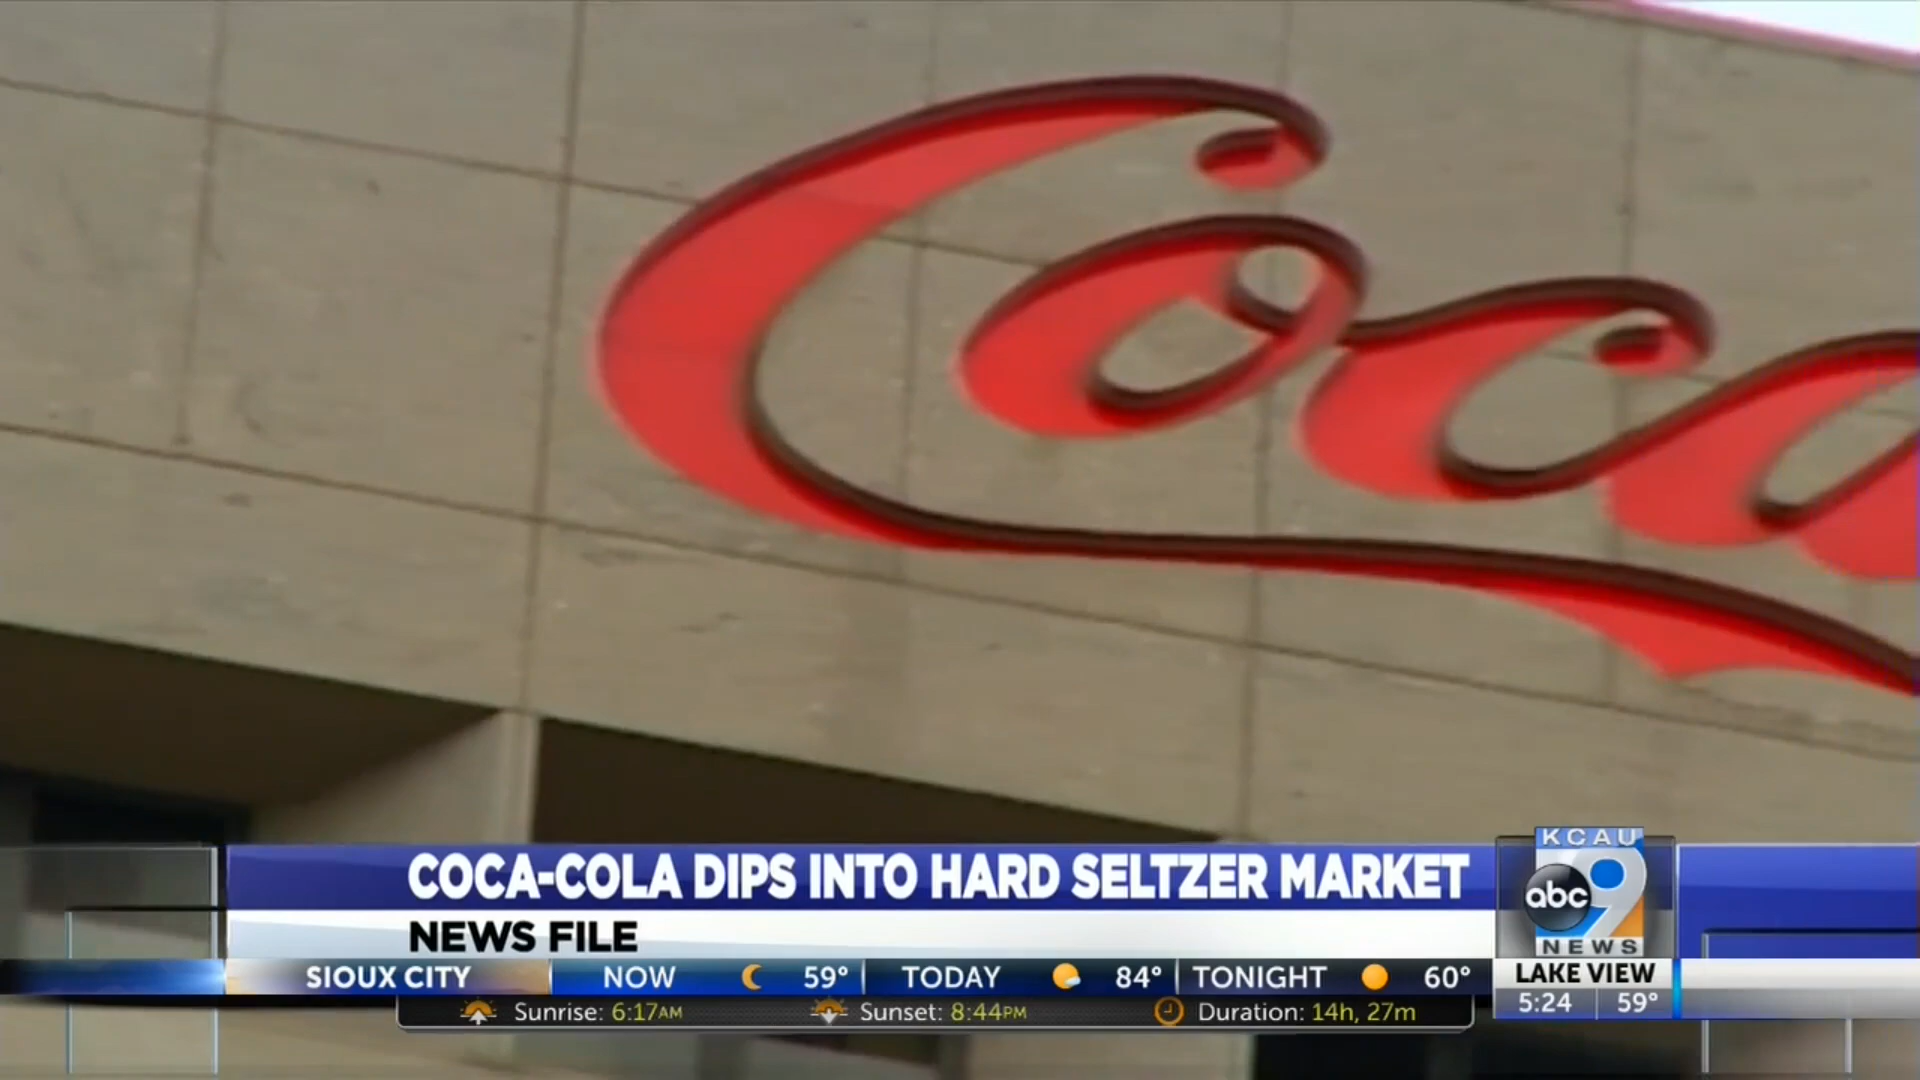 Coca
COCA-COLA DIPS INTO HARD SELTZER MARKET
NEWS FILE
KCAU
abc 9
NEWS
SIOUX CITY NOW 59° TODAY 84° TONIGHT 60°
LAKE VIEW
5:24 59°
Sunrise: 6:17AM Sunset: 8:44PM Duration: 14h, 27m